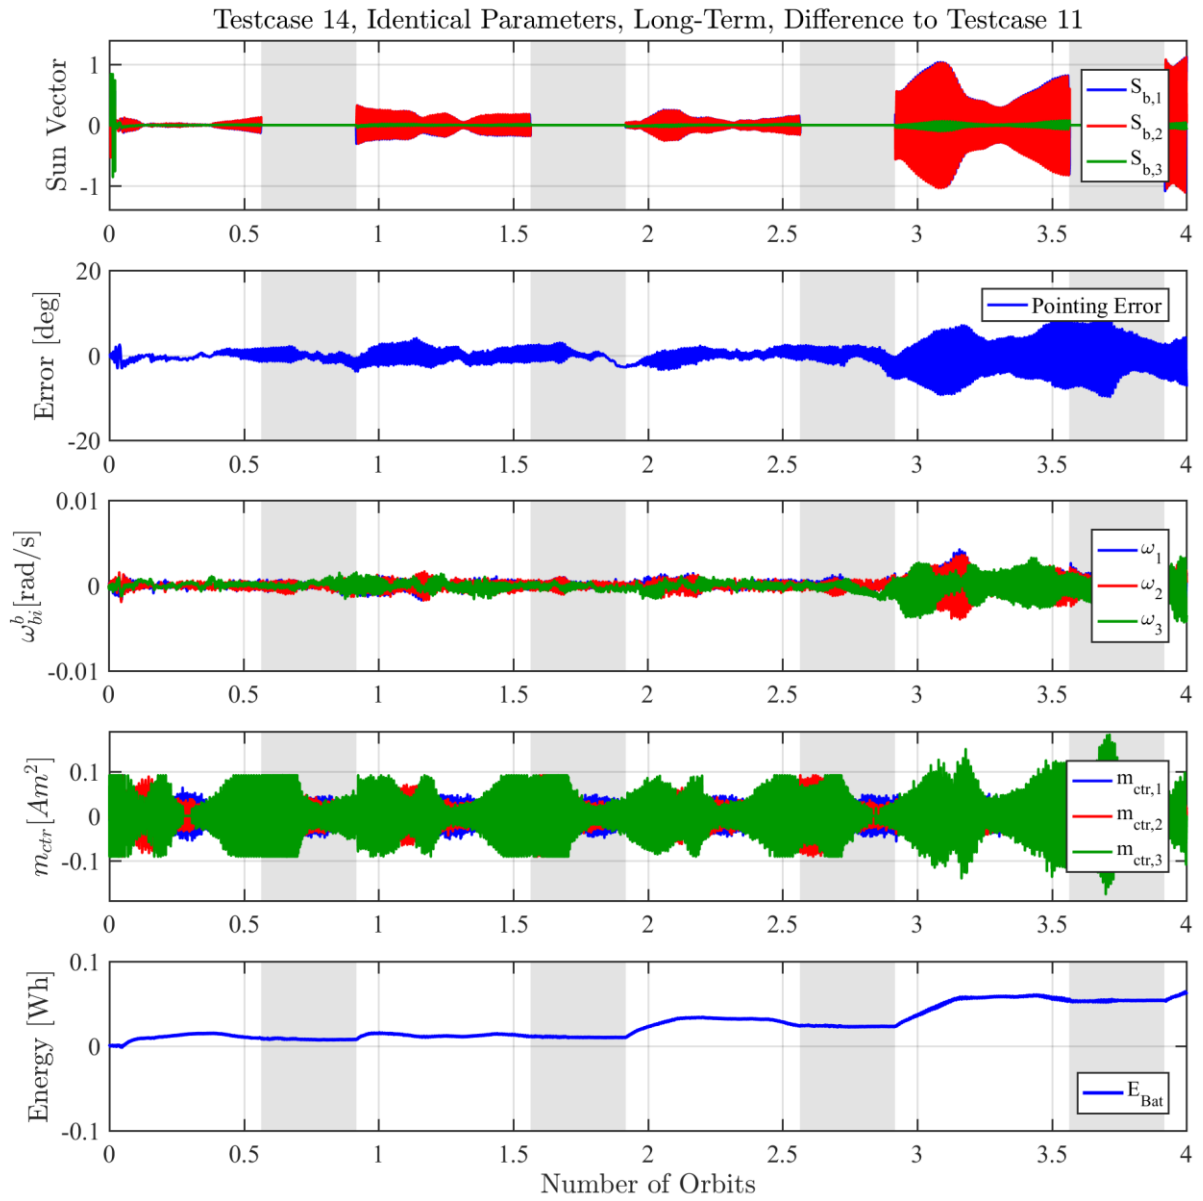 Testcase 14, Identical Parameters, Long-Term, Difference to Testcase 11
Sun Vector
1
0
-1
S_b,1
S_b,2
S_b,3
0 0.5 1 1.5 2 2.5 3 3.5 4
Error [deg]
20
0
-20
Pointing Error
0 0.5 1 1.5 2 2.5 3 3.5 4
ω^b_bi [rad/s]
0.01
0
-0.01
ω_1
ω_2
ω_3
0 0.5 1 1.5 2 2.5 3 3.5 4
m_ctr [Am^2]
0.1
0
-0.1
m_ctr,1
m_ctr,2
m_ctr,3
0 0.5 1 1.5 2 2.5 3 3.5 4
Energy [Wh]
0.1
0
-0.1
E_Bat
0 0.5 1 1.5 2 2.5 3 3.5 4
Number of Orbits